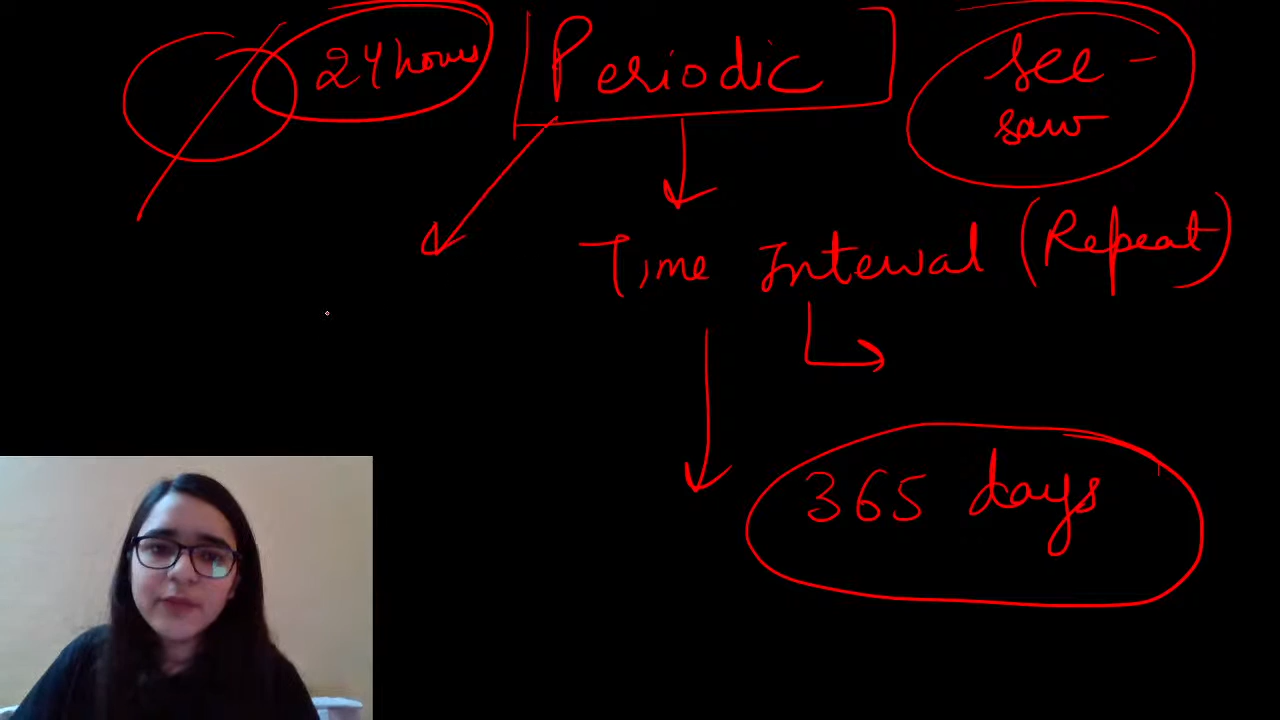 24 hours
Periodic
see -
saw
Time Interval (Repeat)
365 days